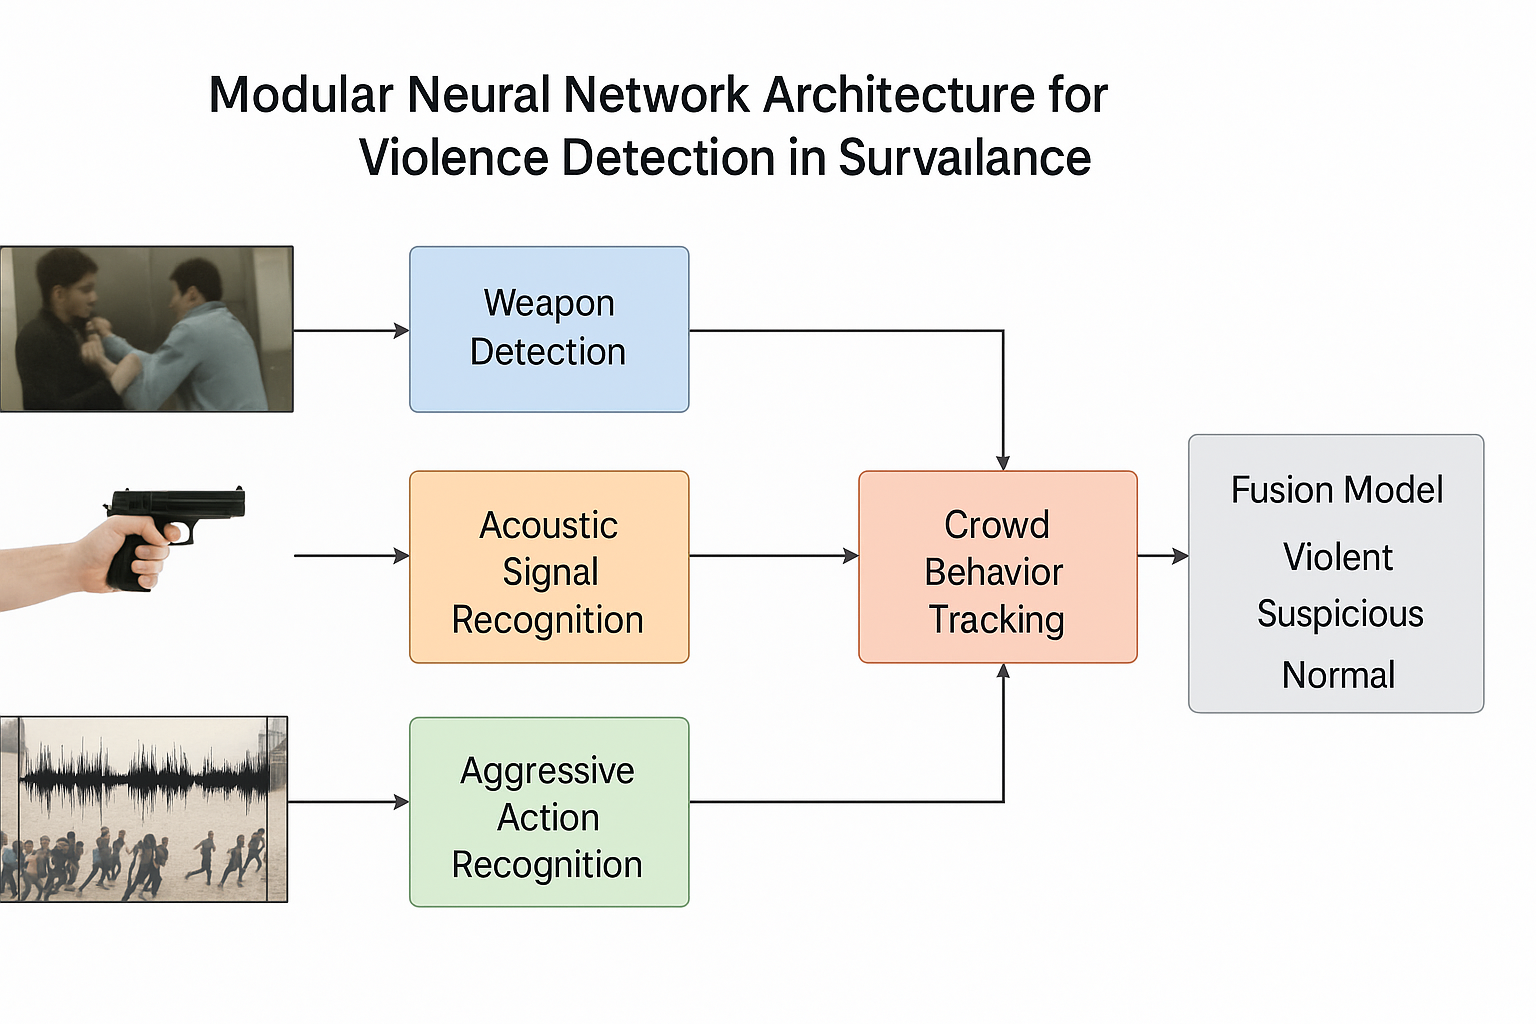 Modular Neural Network Architecture for
Violence Detection in Survaılance
Weapon
Detection
Acoustic
Signal
Recognition
Aggressive
Action
Recognition
Crowd
Behavior
Tracking
Fusion Model
Violent
Suspicious
Normal